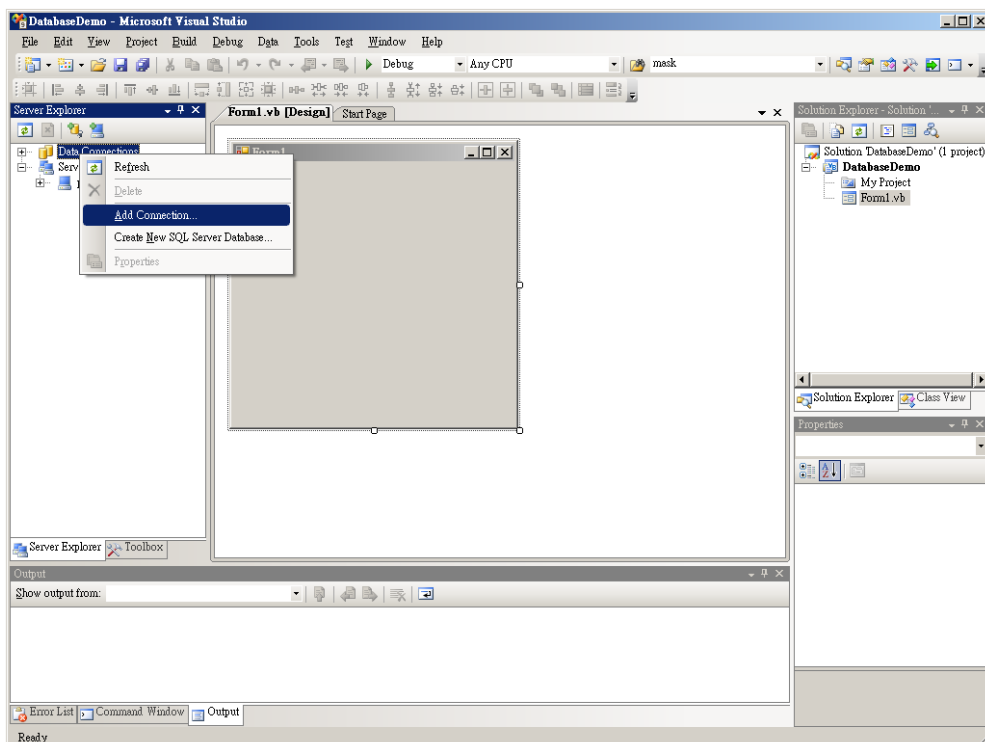 DatabaseDemo - Microsoft Visual Studio
File Edit View Project Build Debug Data Tools Test Window Help
Debug Any CPU mask
Server Explorer
Form1.vb [Design] Start Page
Solution Explorer - Solution '...
Data Connections
Form1
Solution 'DatabaseDemo' (1 project)
Serv
Refresh
DatabaseDemo
My Project
Delete
Form1.vb
Add Connection...
Create New SQL Server Database...
Properties
Solution Explorer Class View
Properties
Server Explorer Toolbox
Output
Show output from:
Error List Command Window Output
Ready